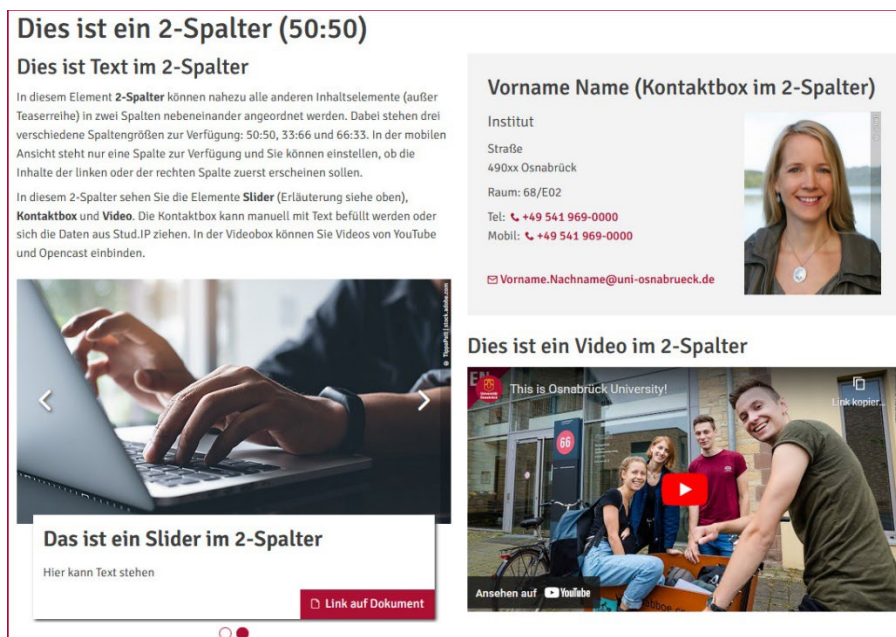 Dies ist ein 2-Spalter (50:50)
Dies ist Text im 2-Spalter
In diesem Element 2-Spalter können nahezu alle anderen Inhaltselemente (außer
Teaserreihe) in zwei Spalten nebeneinander angeordnet werden. Dabei stehen drei
verschiedene Spaltengrößen zur Verfügung: 50:50, 33:66 und 66:33. In der mobilen
Ansicht steht nur eine Spalte zur Verfügung und Sie können einstellen, ob die
Inhalte der linken oder der rechten Spalte zuerst erscheinen sollen.
In diesem 2-Spalter sehen Sie die Elemente Slider (Erläuterung siehe oben),
Kontaktbox und Video. Die Kontaktbox kann manuell mit Text befüllt werden oder
sich die Daten aus Stud.IP ziehen. In der Videobox können Sie Videos von YouTube
und Opencast einbinden.
© TippaPatt | stock.adobe.com
Das ist ein Slider im 2-Spalter
Hier kann Text stehen
Link auf Dokument
Vorname Name (Kontaktbox im 2-Spalter)
Institut
Straße
490xx Osnabrück
Raum: 68/E02
Tel: +49 541 969-0000
Mobil: +49 541 969-0000
Vorname.Nachname@uni-osnabrueck.de
Dies ist ein Video im 2-Spalter
EN
This is Osnabrück University!
Link kopier...
66
Ansehen auf YouTube